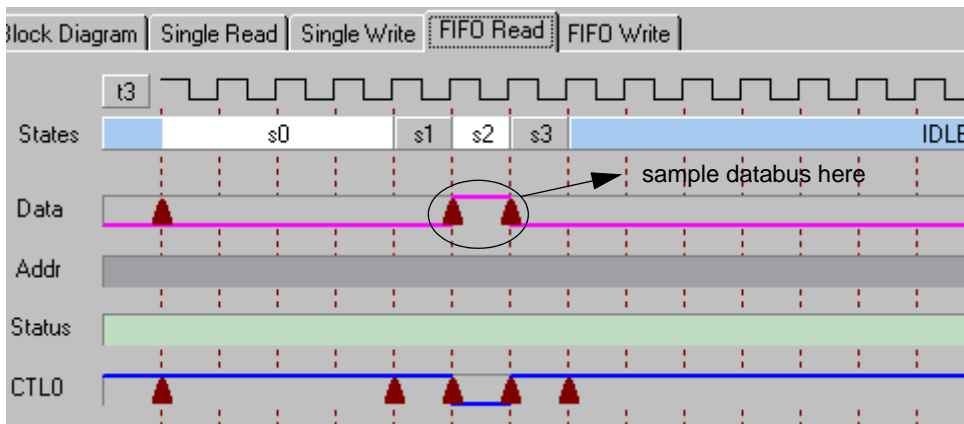 Block Diagram Single Read Single Write FIFO Read FIFO Write
t3
States s0 s1 s2 s3 IDLE
sample databus here
Data
Addr
Status
CTL0